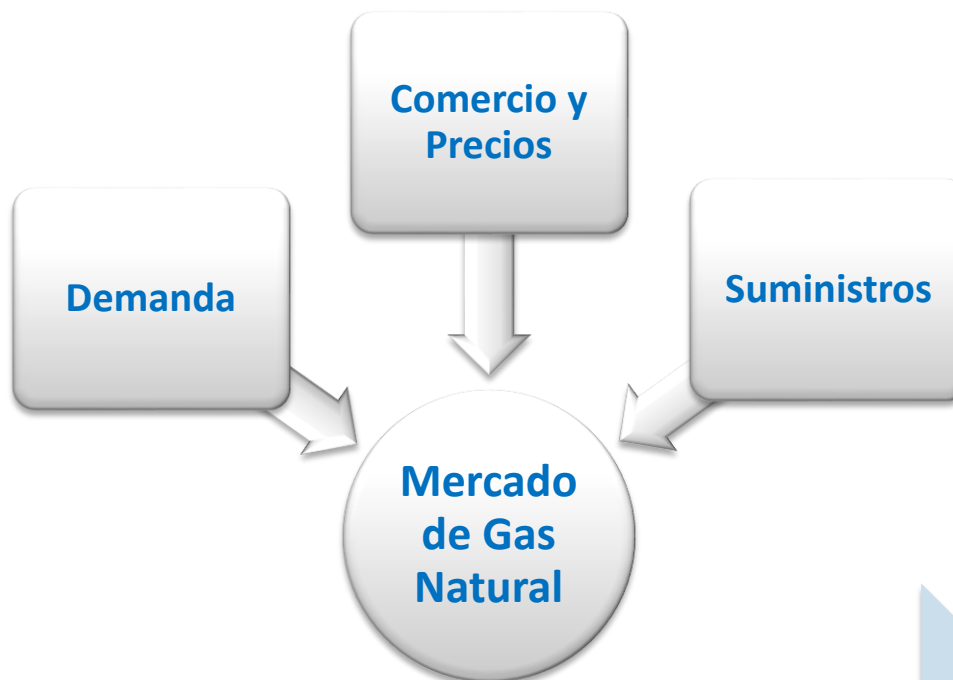 Comercio y
Precios
Demanda
Suministros
Mercado
de Gas
Natural